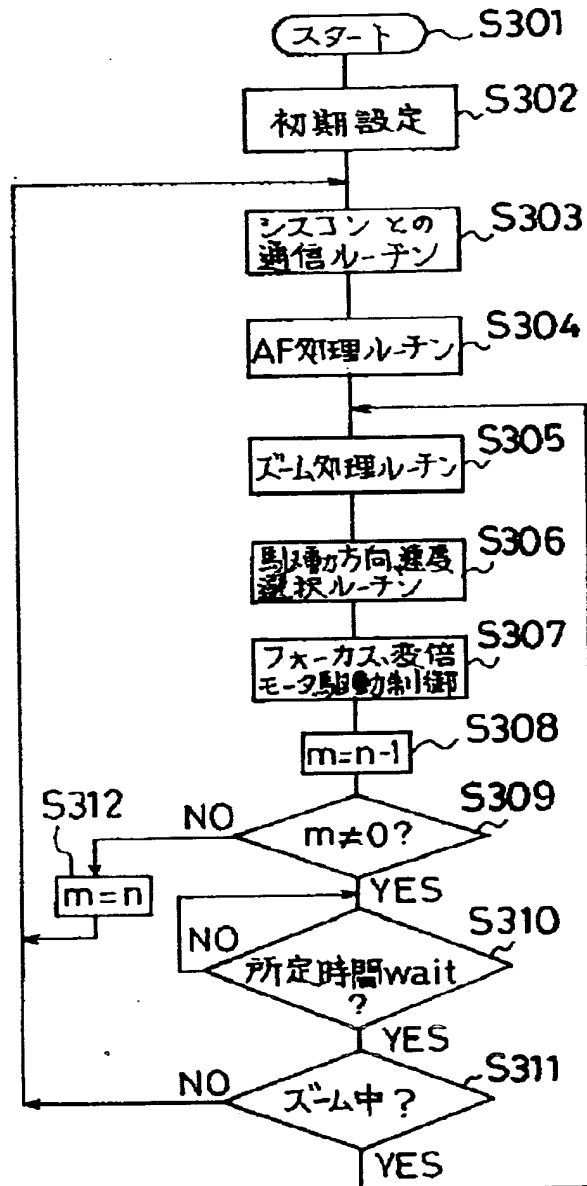 スタート
S301
初期設定
S302
シスコンとの
通信ルーチン
S303
AF処理ルーチン
S304
ズーム処理ルーチン
S305
駆動方向、速度
選択ルーチン
S306
フォーカス、変倍
モータ駆動制御
S307
m=n-1
S308
m≠0?
S309
NO
YES
S312
m=n
所定時間wait
?
S310
NO
YES
ズーム中?
S311
NO
YES